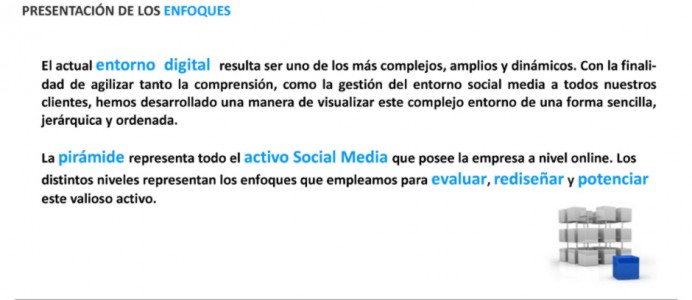 PRESENTACIÓN DE LOS ENFOQUES
El actual entorno digital resulta ser uno de los más complejos, amplios y dinámicos. Con la finali-
dad de agilizar tanto la comprensión, como la gestión del entorno social media a todos nuestros
clientes, hemos desarrollado una manera de visualizar este complejo entorno de una forma sencilla,
jerárquica y ordenada.
La pirámide representa todo el activo Social Media que posee la empresa a nivel online. Los
distintos niveles representan los enfoques que empleamos para evaluar, rediseñar y potenciar
este valioso activo.